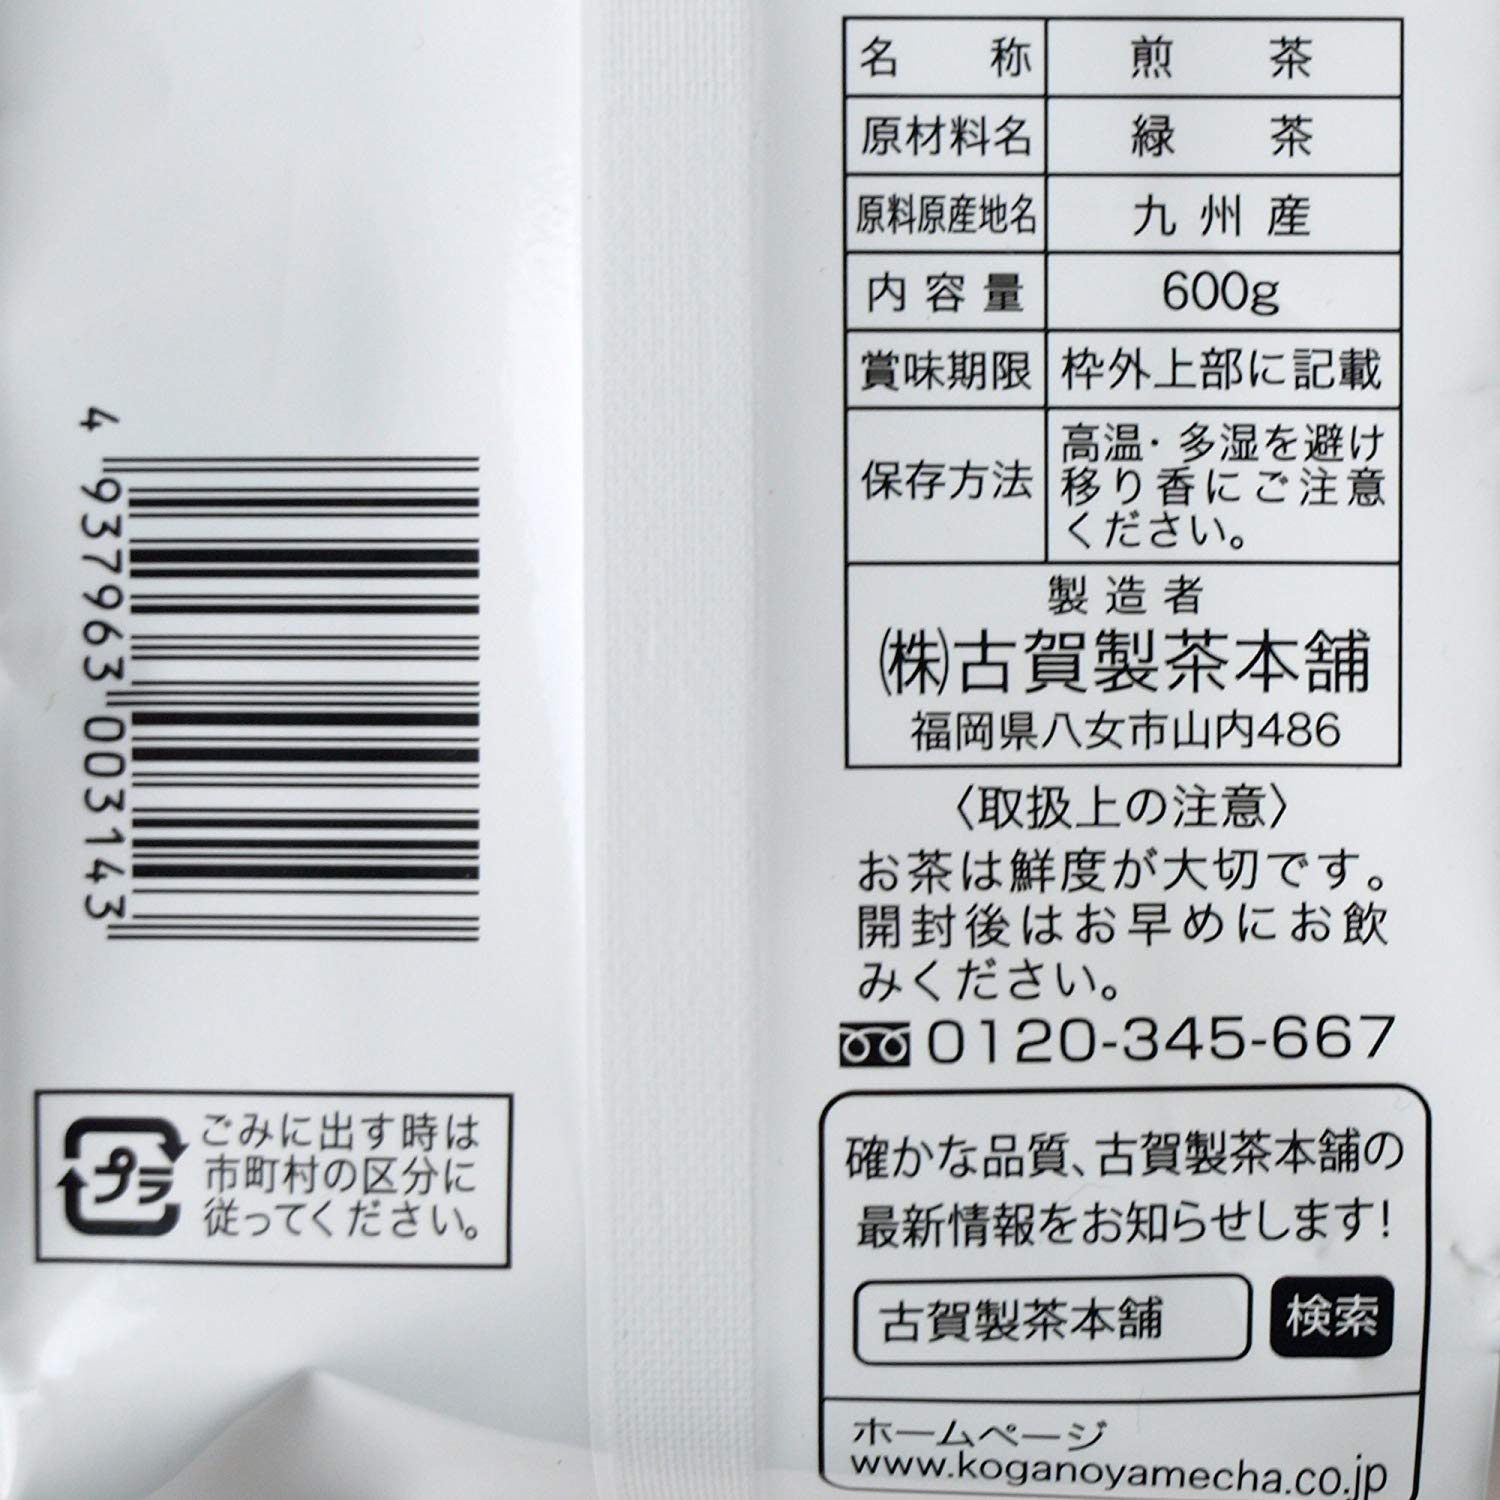 名称 煎茶
原材料名 緑茶
原料原産地名 九州産
内容量 600g
賞味期限 枠外上部に記載
保存方法 高温・多湿を避け
移り香にご注意
ください。
製造者
㈱古賀製茶本舗
福岡県八女市山内486
〈取扱上の注意〉
お茶は鮮度が大切です。
開封後はお早めにお飲
みください。
0120-345-667
確かな品質、古賀製茶本舗の
最新情報をお知らせします!
古賀製茶本舗 検索
ホームページ
www.koganoyamecha.co.jp
4 937963 003143
プラ
ごみに出す時は
市町村の区分に
従ってください。